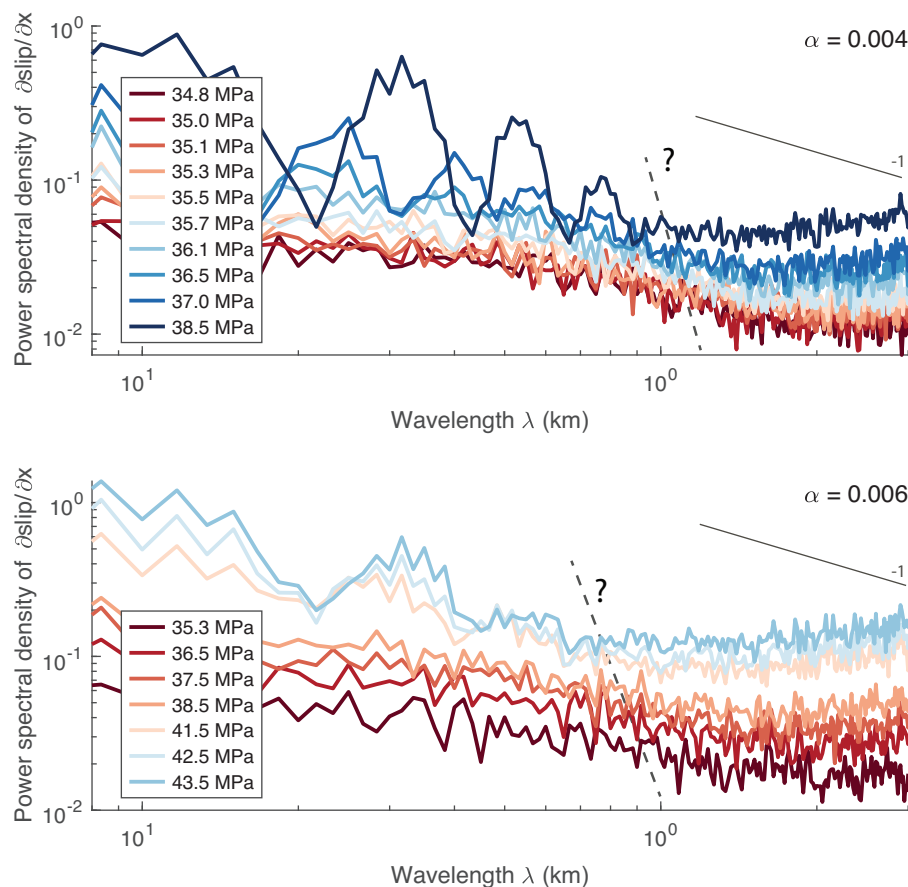 Power spectral density of ∂slip/∂x
10⁰
10⁻¹
10⁻²
α = 0.004
34.8 MPa
35.0 MPa
35.1 MPa
35.3 MPa
35.5 MPa
35.7 MPa
36.1 MPa
36.5 MPa
37.0 MPa
38.5 MPa
?
-1
10¹
10⁰
Wavelength λ (km)
Power spectral density of ∂slip/∂x
10⁰
10⁻¹
10⁻²
α = 0.006
35.3 MPa
36.5 MPa
37.5 MPa
38.5 MPa
41.5 MPa
42.5 MPa
43.5 MPa
?
-1
10¹
10⁰
Wavelength λ (km)